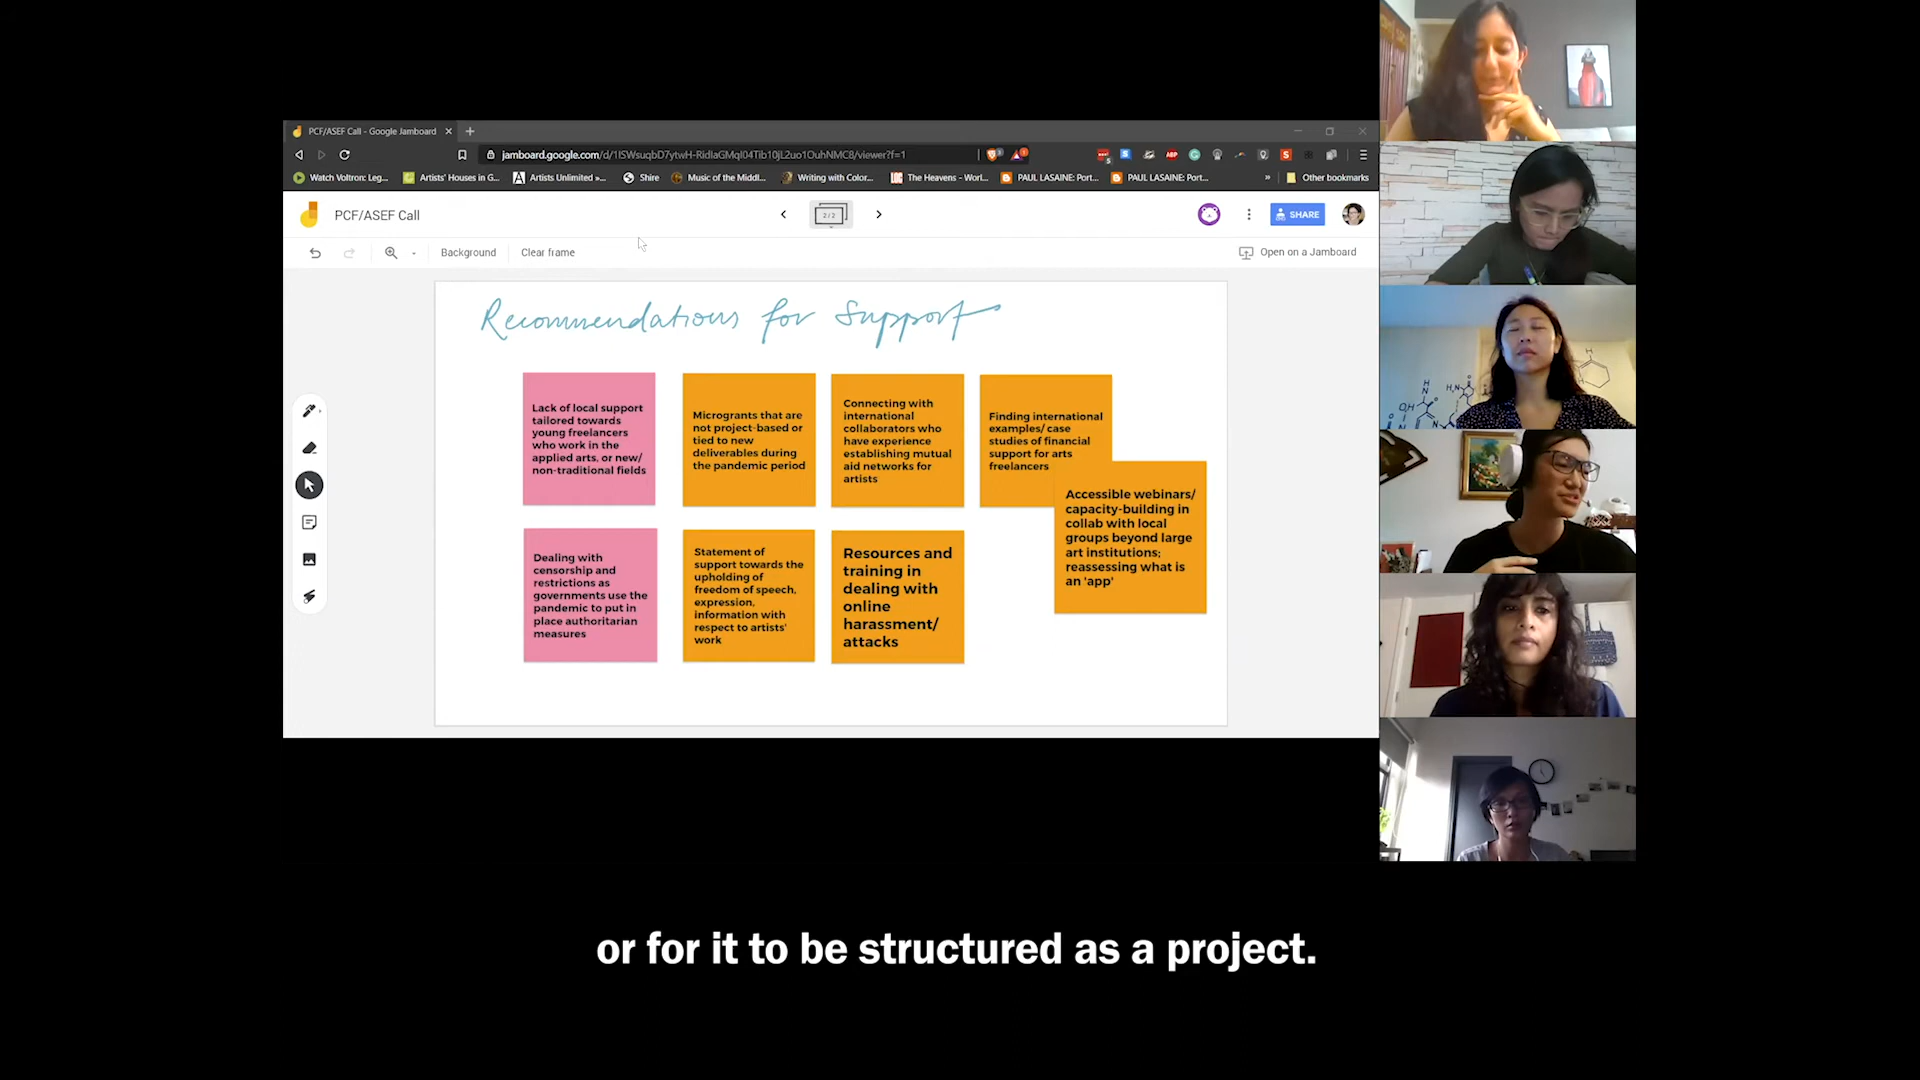 PCF/ASEF Call - Google Jamboard
jamboard.google.com/d/1ISWsuqbD7ytwH-RidlaGMqI04Tib10jL2uo1OuhNMC8/viewer?f=1
Watch Voltron: Leg...
Artists' Houses in G...
Artists Unlimited »...
Shire
Music of the Middl...
Writing with Color...
The Heavens - Worl...
PAUL LASAINE: Port...
PAUL LASAINE: Port...
»
Other bookmarks
PCF/ASEF Call
2 / 2
SHARE
Background
Clear frame
Open on a Jamboard
Recommendations for Support
Lack of local support
tailored towards
young freelancers
who work in the
applied arts, or new/
non-traditional fields
Microgrants that are
not project-based or
tied to new
deliverables during
the pandemic period
Connecting with
international
collaborators who
have experience
establishing mutual
aid networks for
artists
Finding international
examples/ case
studies of financial
support for arts
freelancers
Accessible webinars/
capacity-building in
collab with local
groups beyond large
art institutions;
reassessing what is
an 'app'
Dealing with
censorship and
restrictions as
governments use the
pandemic to put in
place authoritarian
measures
Statement of
support towards the
upholding of
freedom of speech,
expression,
information with
respect to artists'
work
Resources and
training in
dealing with
online
harassment/
attacks
or for it to be structured as a project.